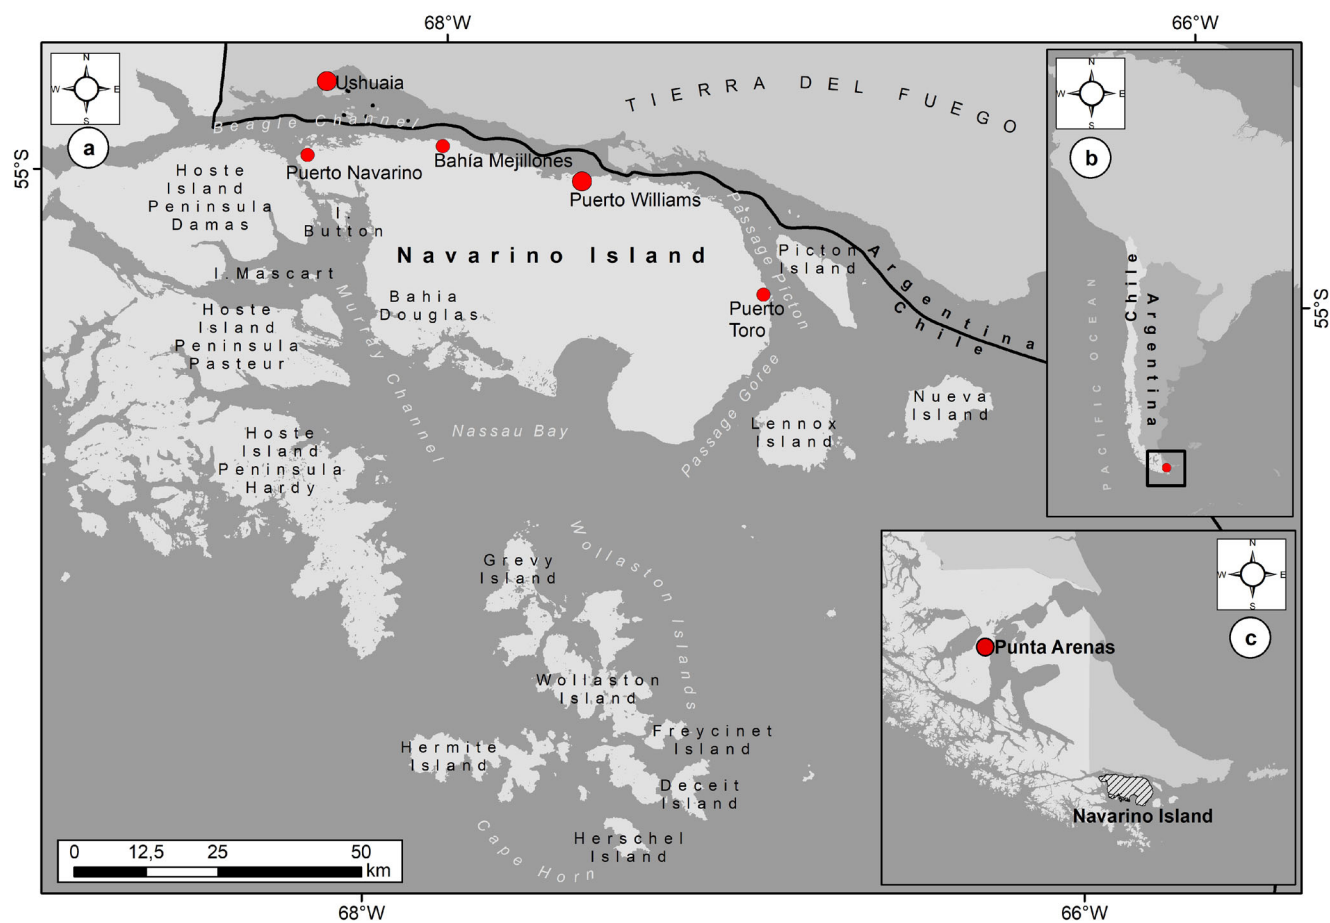 68°W
66°W
N
W E
S
a
Ushuaia
Beagle Channel
TIERRA DEL FUEGO
N
W E
S
b
55°S
Hoste
Island
Peninsula
Damas
Puerto Navarino
Bahía Mejillones
Puerto Williams
I.
Button
Navarino Island
Passage Picton
Picton
Island
Argentina
Chile
I. Mascart
Bahia
Douglas
Murray Channel
Puerto
Toro
55°S
Hoste
Island
Peninsula
Pasteur
Passage Goree
Nueva
Island
Lennox
Island
Nassau Bay
PACIFIC OCEAN
Chile
Argentina
Hoste
Island
Peninsula
Hardy
Wollaston Islands
Grevy
Island
Wollaston
Island
Freycinet
Island
Hermite
Island
Deceit
Island
Herschel
Island
Cape Horn
N
W E
S
c
Punta Arenas
Navarino Island
0 12,5 25 50
km
68°W
66°W